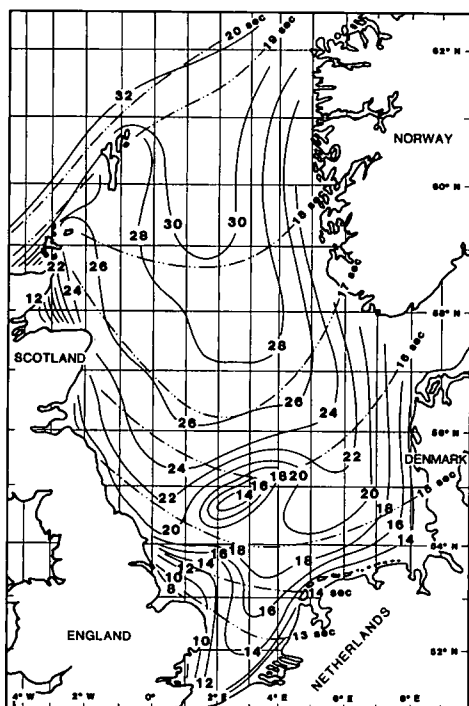 20 sec
19 sec
62° N
32
NORWAY
60° N
30
30
18 sec
28
22
26
24
12
17 sec
58° N
28
SCOTLAND
16 sec
26
26
24
56° N
24
22
DENMARK
18 20
16
14
22
20
20
18
15 sec
16
14
54° N
16
18
18
12 14
10
8
14 sec
16
13 sec
ENGLAND
10
14
52° N
12
NETHERLANDS
4° W
2° W
0°
2° E
4° E
6° E
8° E